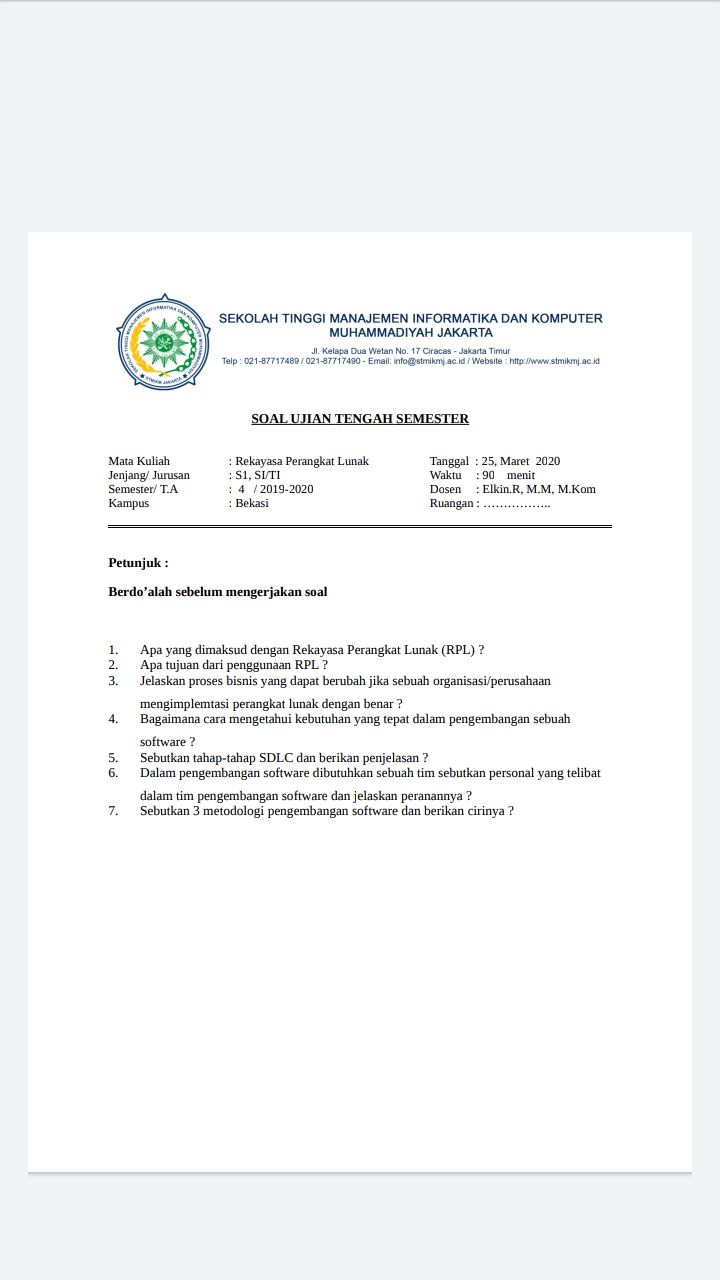 SEKOLAH TINGGI MANAJEMEN INFORMATIKA DAN KOMPUTER
MUHAMMADIYAH JAKARTA
Jl. Kelapa Dua Wetan No. 17 Ciracas - Jakarta Timur
Telp : 021-87717489 / 021-87717490 - Email: info@stmikmj.ac.id / Website : http://www.stmikmj.ac.id
SOAL UJIAN TENGAH SEMESTER
Mata Kuliah : Rekayasa Perangkat Lunak Tanggal : 25, Maret 2020
Jenjang/ Jurusan : S1, SI/TI Waktu : 90 menit
Semester/ T.A : 4 / 2019-2020 Dosen : Elkin.R, M.M, M.Kom
Kampus : Bekasi Ruangan : ……………..
Petunjuk :
Berdo’alah sebelum mengerjakan soal
1. Apa yang dimaksud dengan Rekayasa Perangkat Lunak (RPL) ?
2. Apa tujuan dari penggunaan RPL ?
3. Jelaskan proses bisnis yang dapat berubah jika sebuah organisasi/perusahaan
mengimplemtasi perangkat lunak dengan benar ?
4. Bagaimana cara mengetahui kebutuhan yang tepat dalam pengembangan sebuah
software ?
5. Sebutkan tahap-tahap SDLC dan berikan penjelasan ?
6. Dalam pengembangan software dibutuhkan sebuah tim sebutkan personal yang telibat
dalam tim pengembangan software dan jelaskan peranannya ?
7. Sebutkan 3 metodologi pengembangan software dan berikan cirinya ?